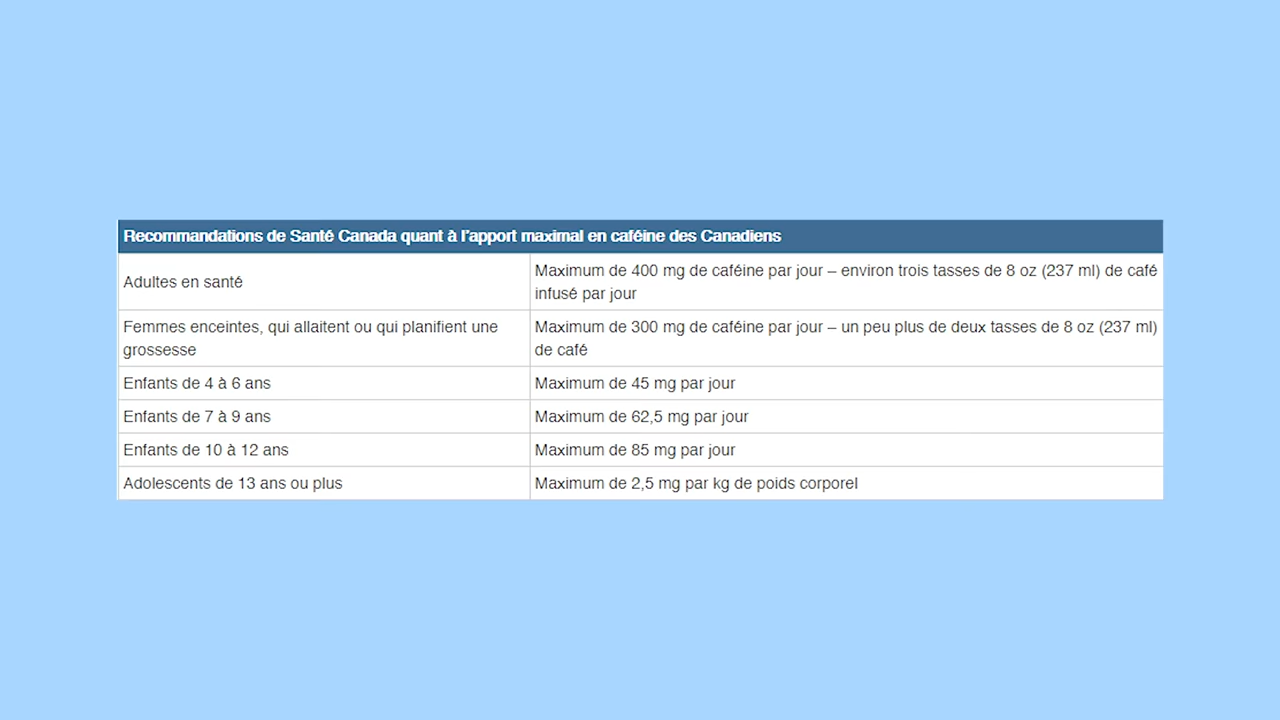 Recommandations de Santé Canada quant à l'apport maximal en caféine des Canadiens
Adultes en santé
Maximum de 400 mg de caféine par jour – environ trois tasses de 8 oz (237 ml) de café
infusé par jour
Femmes enceintes, qui allaitent ou qui planifient une
grossesse
Maximum de 300 mg de caféine par jour – un peu plus de deux tasses de 8 oz (237 ml)
de café
Enfants de 4 à 6 ans
Maximum de 45 mg par jour
Enfants de 7 à 9 ans
Maximum de 62,5 mg par jour
Enfants de 10 à 12 ans
Maximum de 85 mg par jour
Adolescents de 13 ans ou plus
Maximum de 2,5 mg par kg de poids corporel